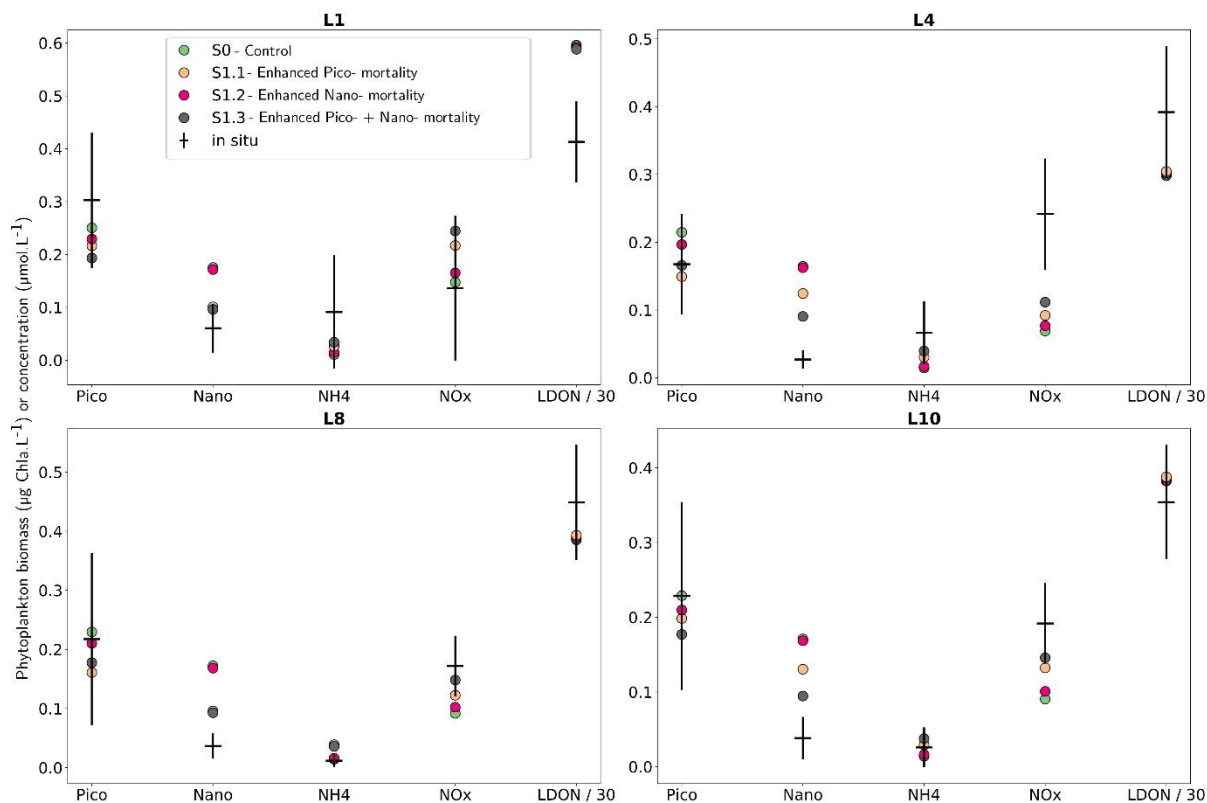 L1
0.6
0.5
0.4
0.3
0.2
0.1
0.0
S0 - Control
S1.1- Enhanced Pico- mortality
S1.2- Enhanced Nano- mortality
S1.3 - Enhanced Pico- + Nano- mortality
in situ
Pico Nano NH4 NOx LDON / 30
L4
0.5
0.4
0.3
0.2
0.1
0.0
Pico Nano NH4 NOx LDON / 30
Phytoplankton biomass (μg Chla.L⁻¹) or concentration (μmol.L⁻¹)
L8
0.5
0.4
0.3
0.2
0.1
0.0
Pico Nano NH4 NOx LDON / 30
L10
0.4
0.3
0.2
0.1
0.0
Pico Nano NH4 NOx LDON / 30